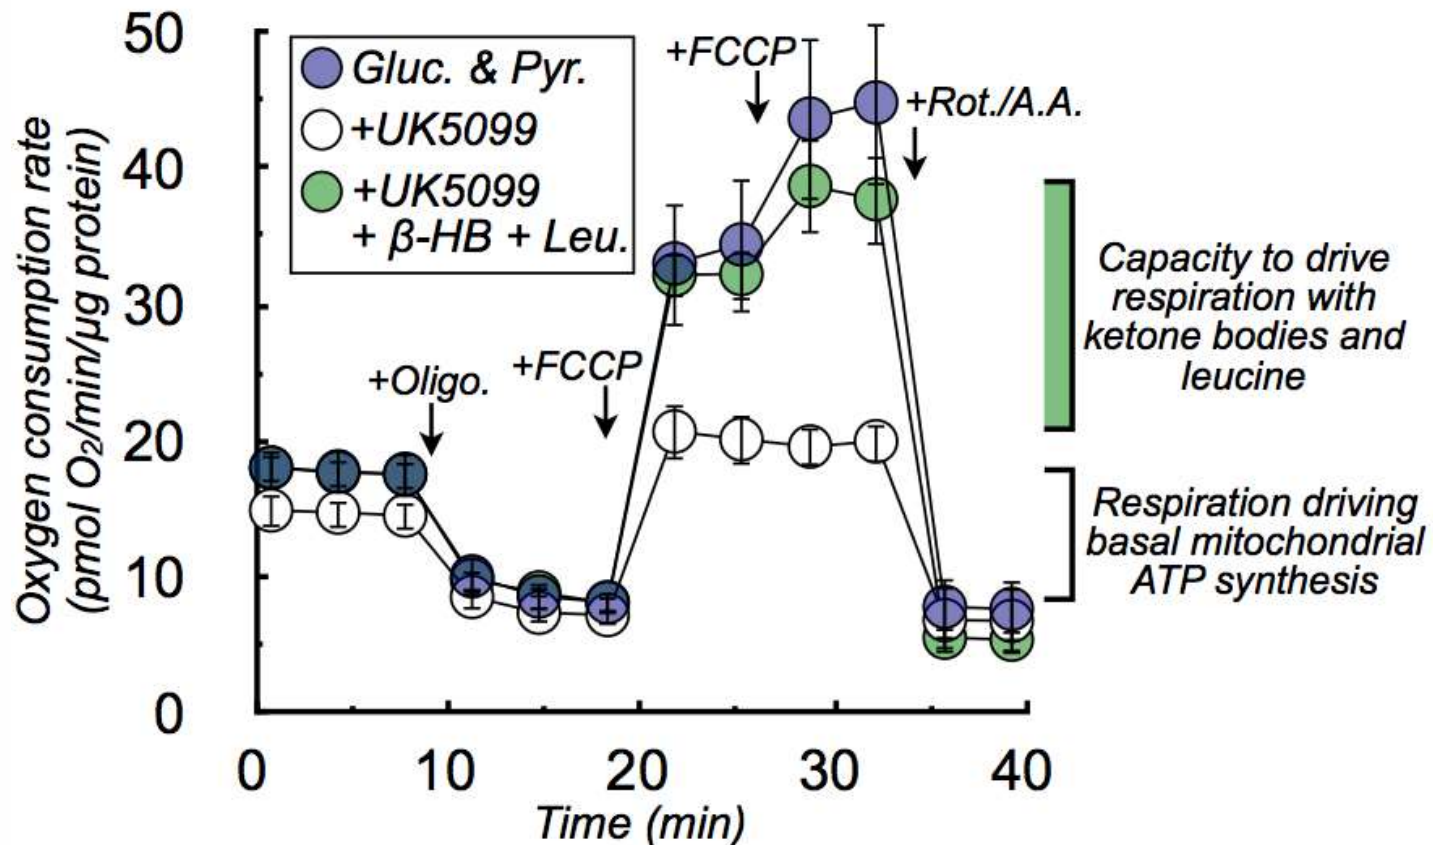 Oxygen consumption rate
(pmol O₂/min/µg protein)
50
40
30
20
10
0
Gluc. & Pyr.
+UK5099
+UK5099
+ β-HB + Leu.
+Oligo.
+FCCP
+FCCP
+Rot./A.A.
Capacity to drive
respiration with
ketone bodies and
leucine
Respiration driving
basal mitochondrial
ATP synthesis
0 10 20 30 40
Time (min)